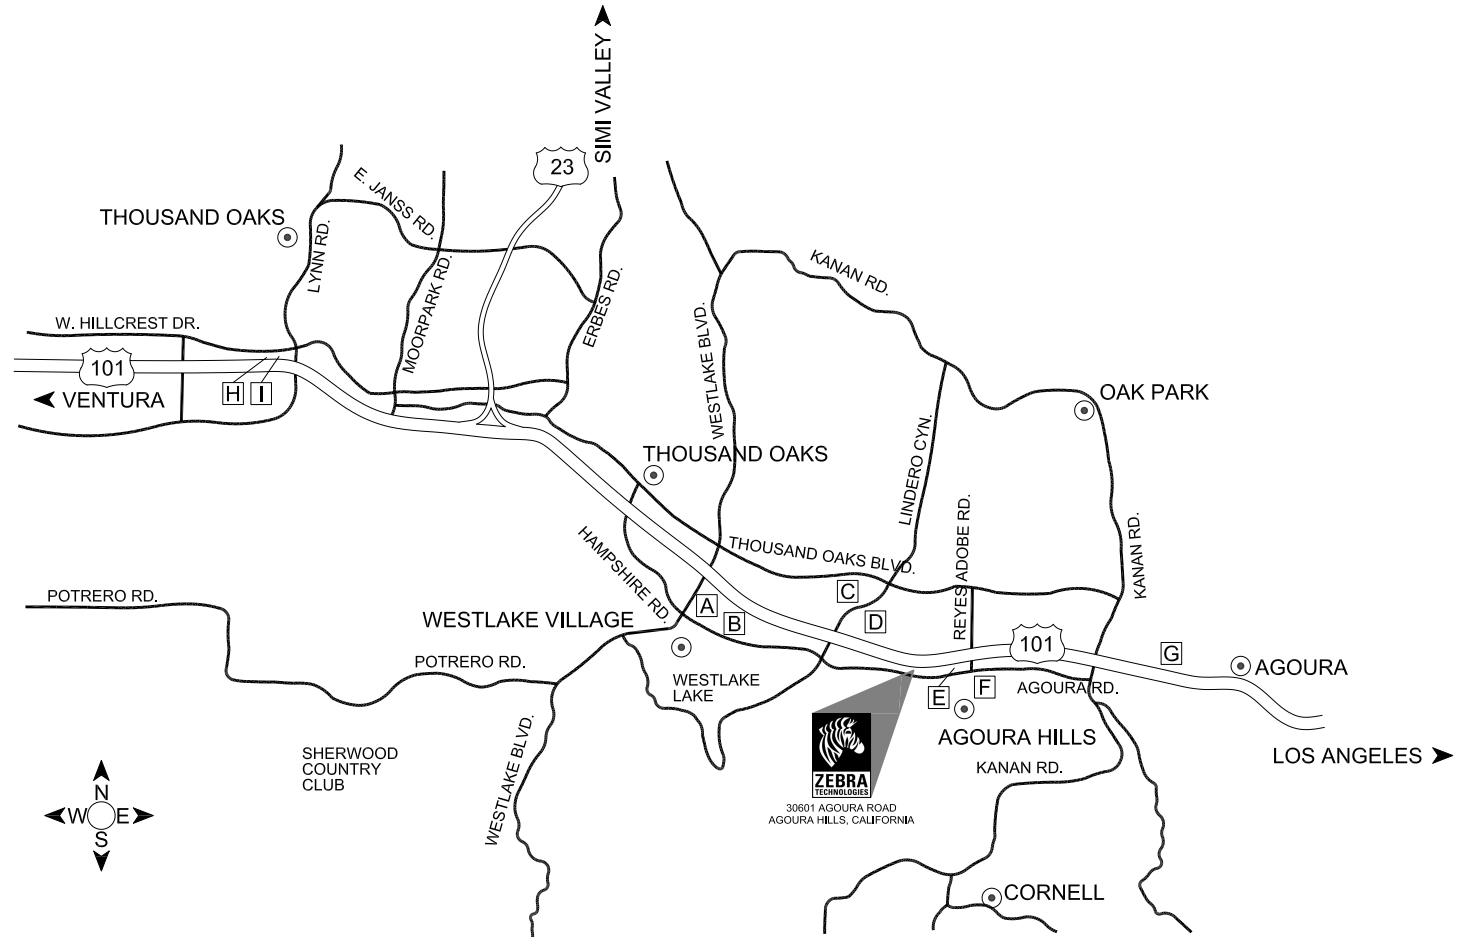 SIMI VALLEY
23
E. JANSS RD.
THOUSAND OAKS
LYNN RD.
MOORPARK RD.
ERBES RD.
KANAN RD.
W. HILLCREST DR.
WESTLAKE BLVD.
101
H
I
VENTURA
OAK PARK
THOUSAND OAKS
LINDERO CYN.
REYES ADOBE RD.
KANAN RD.
THOUSAND OAKS BLVD.
HAMPSHIRE RD.
C
POTRERO RD.
A
WESTLAKE VILLAGE
B
D
101
G
POTRERO RD.
AGOURA
WESTLAKE
LAKE
E
F
AGOURA RD.
WESTLAKE BLVD.
AGOURA HILLS
SHERWOOD
COUNTRY
CLUB
KANAN RD.
LOS ANGELES
ZEBRA
TECHNOLOGIES
30601 AGOURA ROAD
AGOURA HILLS, CALIFORNIA
N
W
E
S
CORNELL